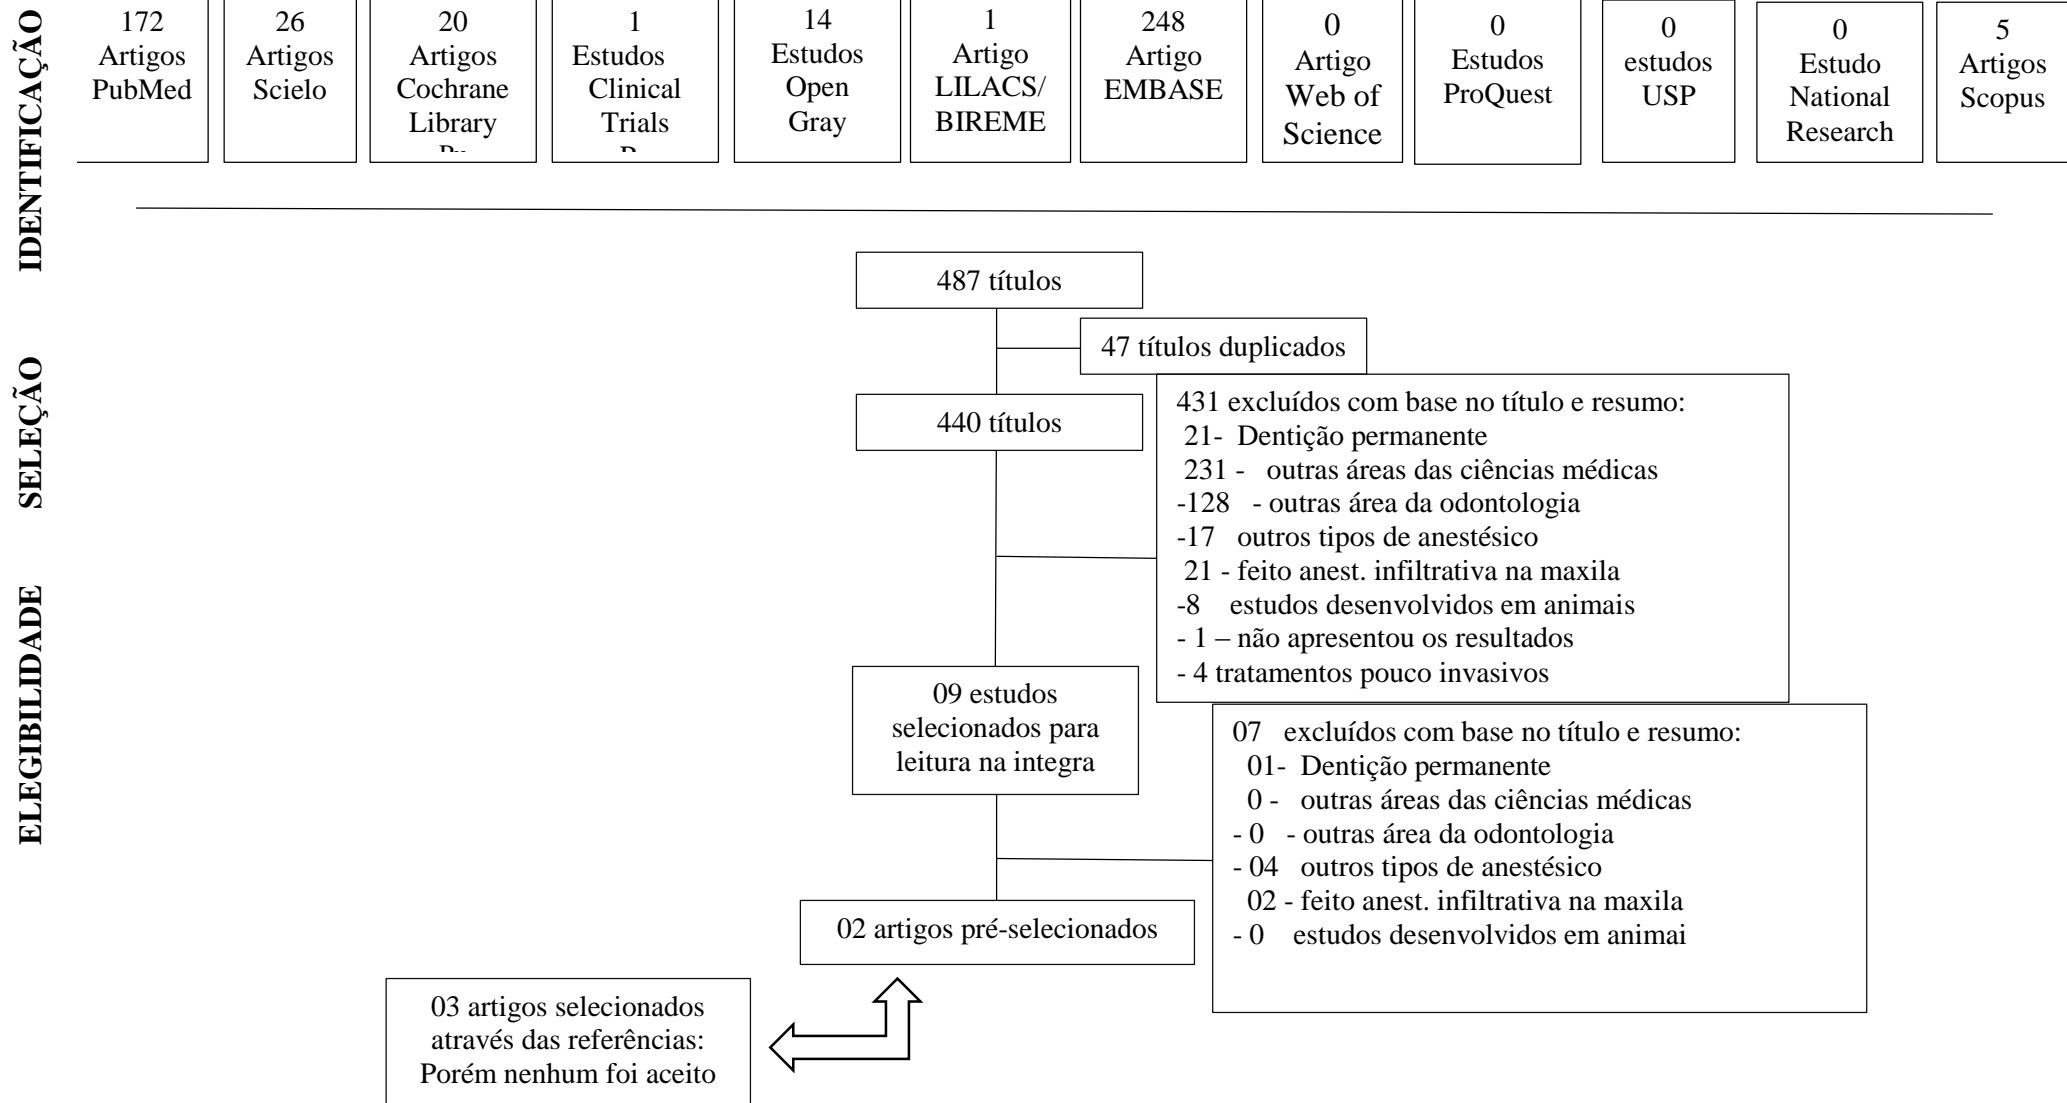 IDENTIFICAÇÃO
172
Artigos
PubMed
26
Artigos
Scielo
20
Artigos
Cochrane
Library
1
Estudos
Clinical
Trials
14
Estudos
Open
Gray
1
Artigo
LILACS/
BIREME
248
Artigo
EMBASE
0
Artigo
Web of
Science
0
Estudos
ProQuest
0
estudos
USP
0
Estudo
National
Research
5
Artigos
Scopus
487 títulos
47 títulos duplicados
SELEÇÃO
440 títulos
431 excluídos com base no título e resumo:
21- Dentição permanente
231 - outras áreas das ciências médicas
-128 - outras área da odontologia
-17 outros tipos de anestésico
21 - feito anest. infiltrativa na maxila
-8 estudos desenvolvidos em animais
- 1 – não apresentou os resultados
- 4 tratamentos pouco invasivos
ELEGIBILIDADE
09 estudos
selecionados para
leitura na integra
07 excluídos com base no título e resumo:
01- Dentição permanente
0 - outras áreas das ciências médicas
- 0 - outras área da odontologia
- 04 outros tipos de anestésico
02 - feito anest. infiltrativa na maxila
- 0 estudos desenvolvidos em animai
02 artigos pré-selecionados
03 artigos selecionados
através das referências:
Porém nenhum foi aceito